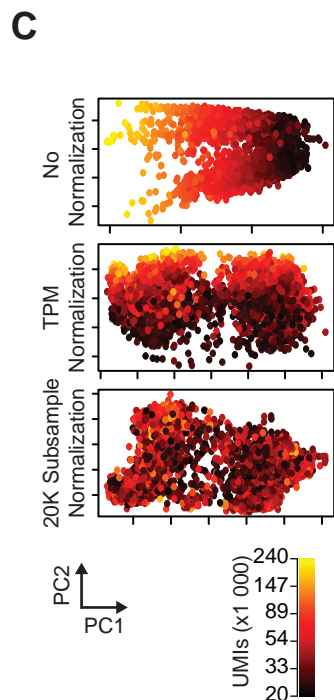 C
No
Normalization
TPM
Normalization
20K Subsample
Normalization
PC2
PC1
UMIs (x1 000)
240
147
89
54
33
20